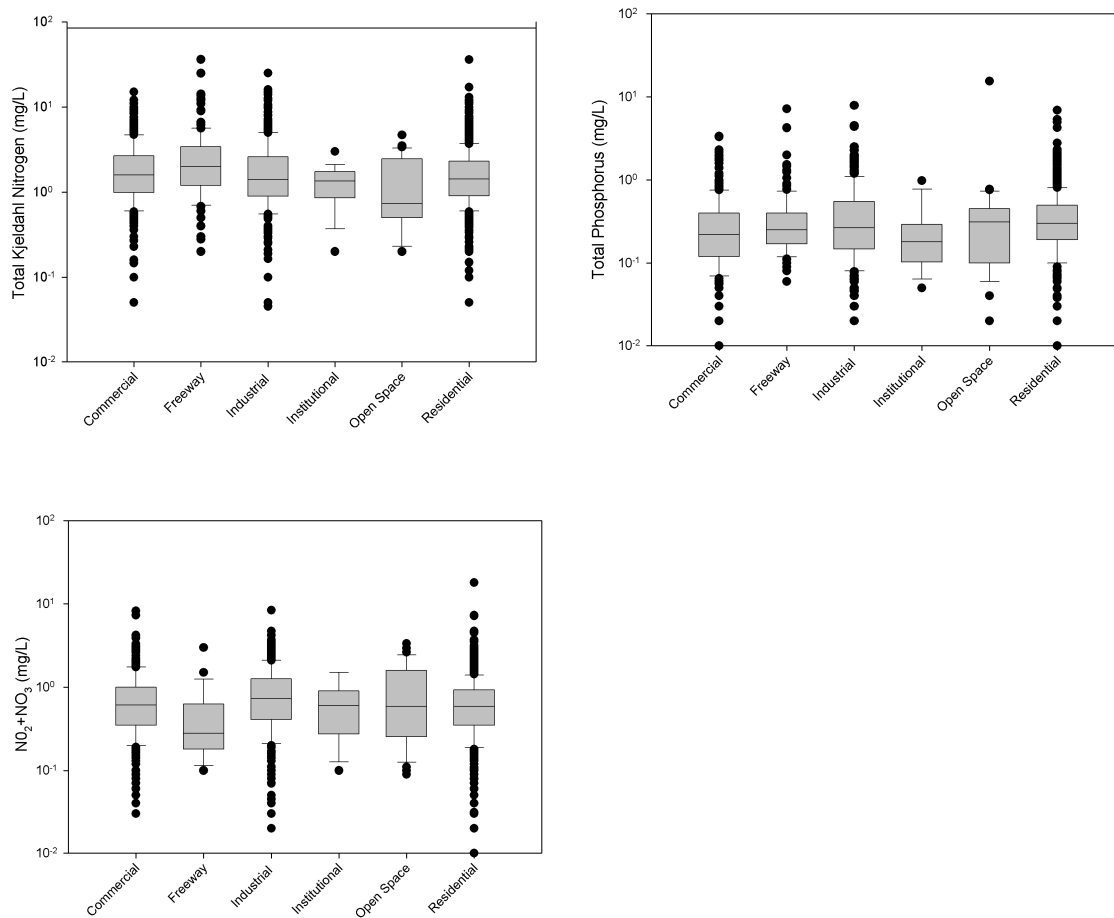 Total Kjeldahl Nitrogen (mg/L)
10²
10¹
10⁰
10⁻¹
10⁻²
Commercial
Freeway
Industrial
Institutional
Open Space
Residential
Total Phosphorus (mg/L)
10²
10¹
10⁰
10⁻¹
10⁻²
Commercial
Freeway
Industrial
Institutional
Open Space
Residential
N0₂+NO₃ (mg/L)
10²
10¹
10⁰
10⁻¹
10⁻²
Commercial
Freeway
Industrial
Institutional
Open Space
Residential